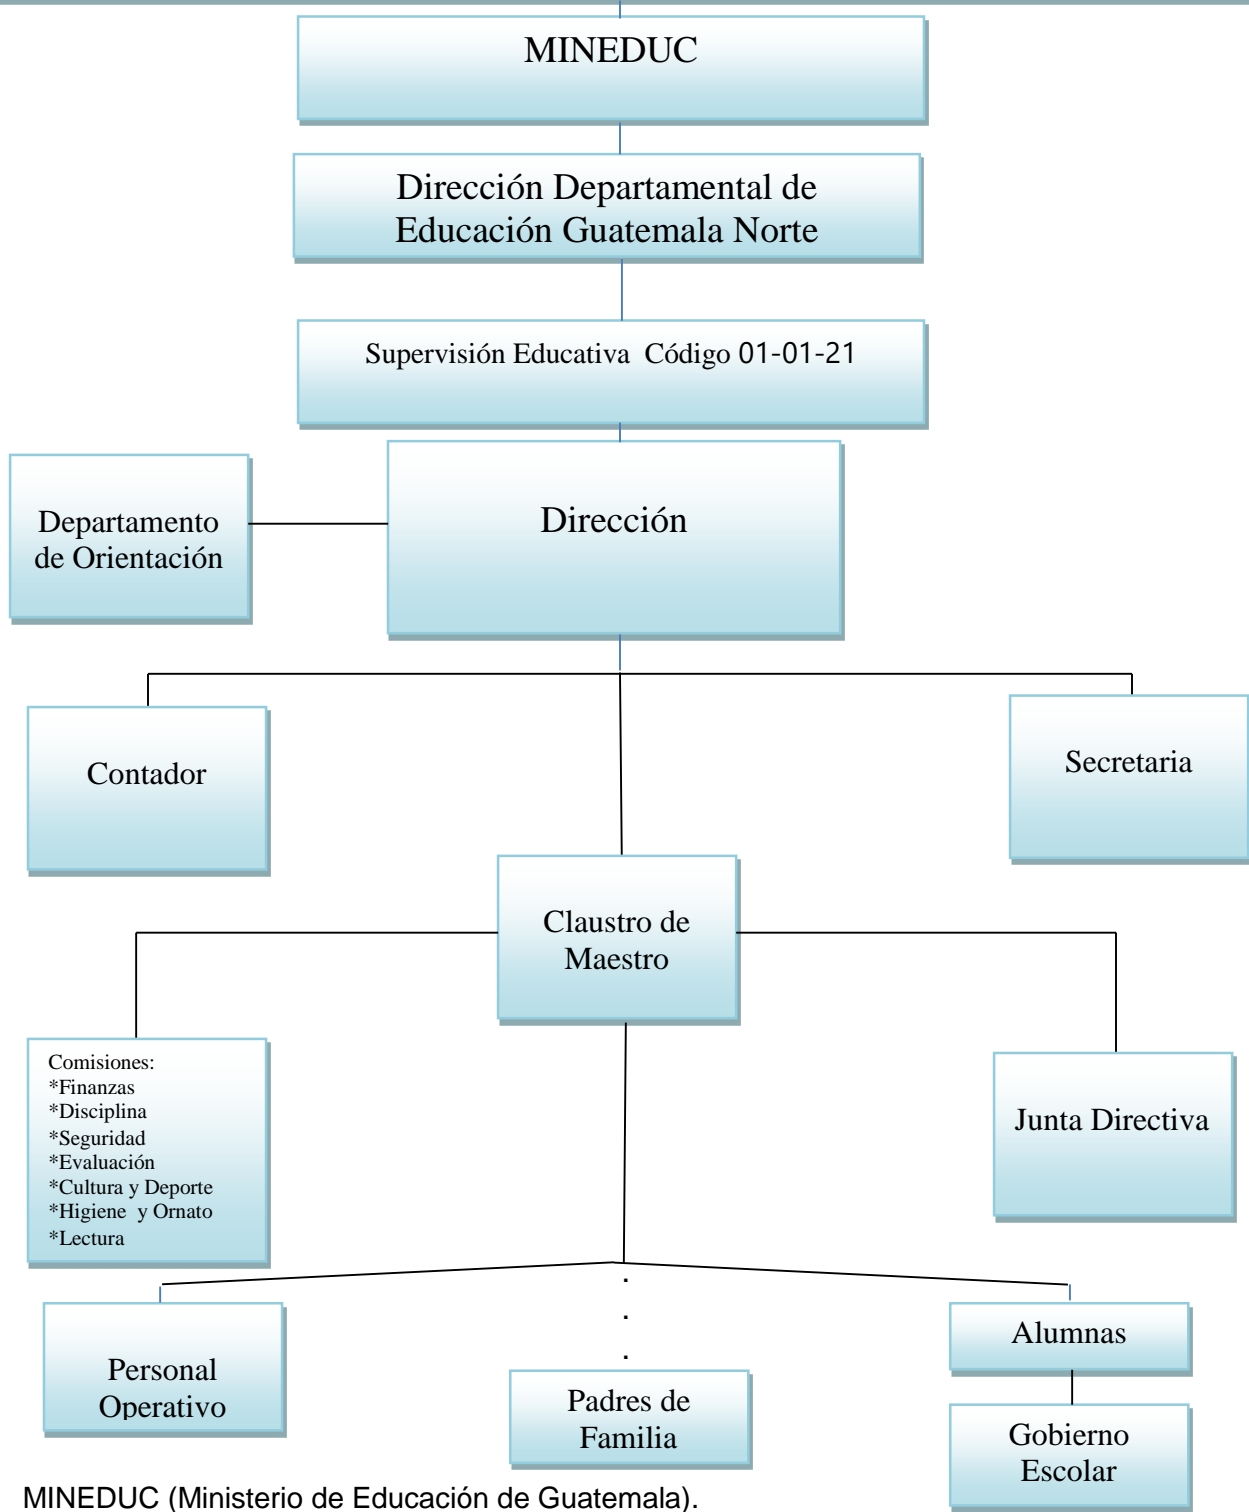 MINEDUC
Dirección Departamental de
Educación Guatemala Norte
Supervisión Educativa  Código 01-01-21
Departamento
de Orientación
Dirección
Contador
Secretaria
Claustro de
Maestro
Comisiones:
*Finanzas
*Disciplina
*Seguridad
*Evaluación
*Cultura y Deporte
*Higiene  y Ornato
*Lectura
Junta Directiva
.
.
.
Personal
Operativo
Padres de
Familia
Alumnas
Gobierno
Escolar
MINEDUC (Ministerio de Educación de Guatemala).